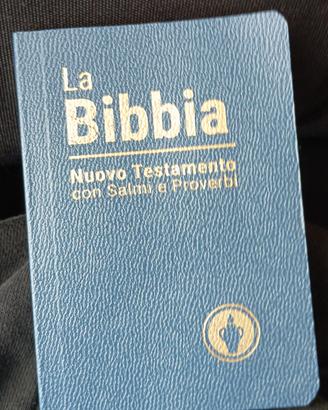 La
Bibbia
Nuovo Testamento
con Salmi e Proverbi